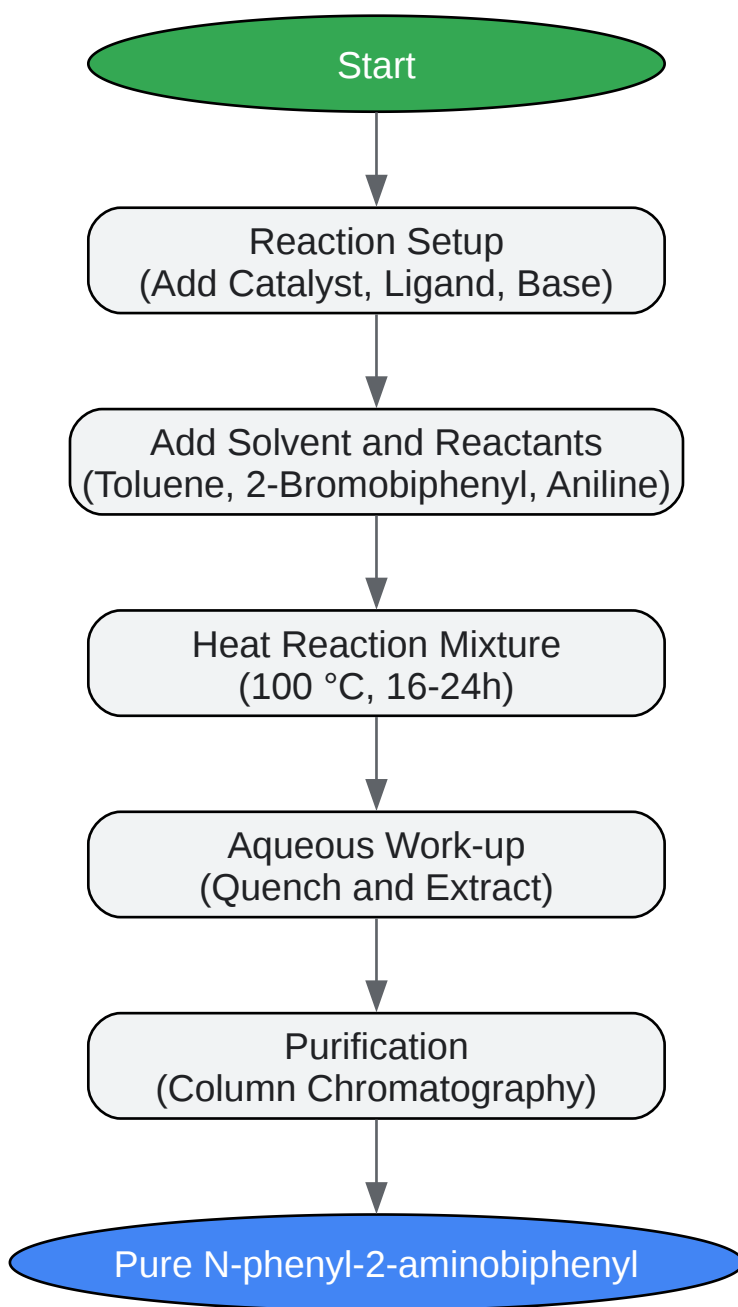 Start
Reaction Setup
(Add Catalyst, Ligand, Base)
Add Solvent and Reactants
(Toluene, 2-Bromobiphenyl, Aniline)
Heat Reaction Mixture
(100 °C, 16-24h)
Aqueous Work-up
(Quench and Extract)
Purification
(Column Chromatography)
Pure N-phenyl-2-aminobiphenyl